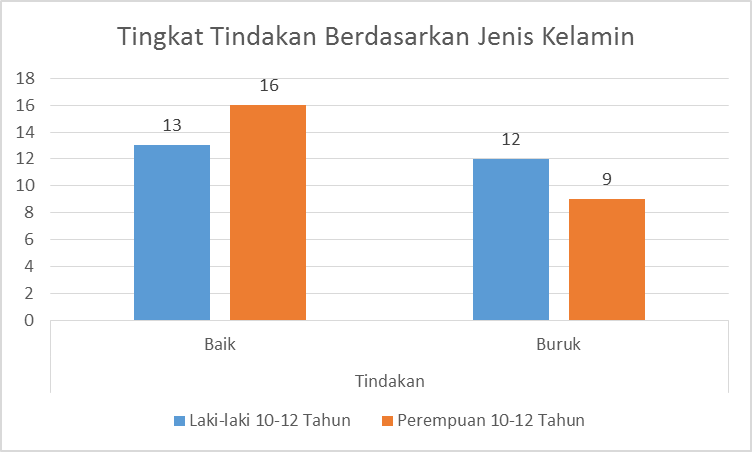 Tingkat Tindakan Berdasarkan Jenis Kelamin
18
16
14
12
10
8
6
4
2
0
13
16
12
9
Baik
Buruk
Tindakan
Laki-laki 10-12 Tahun
Perempuan 10-12 Tahun